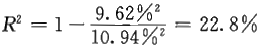 R² = 1 − 9.62%² / 10.94%² = 22.8%